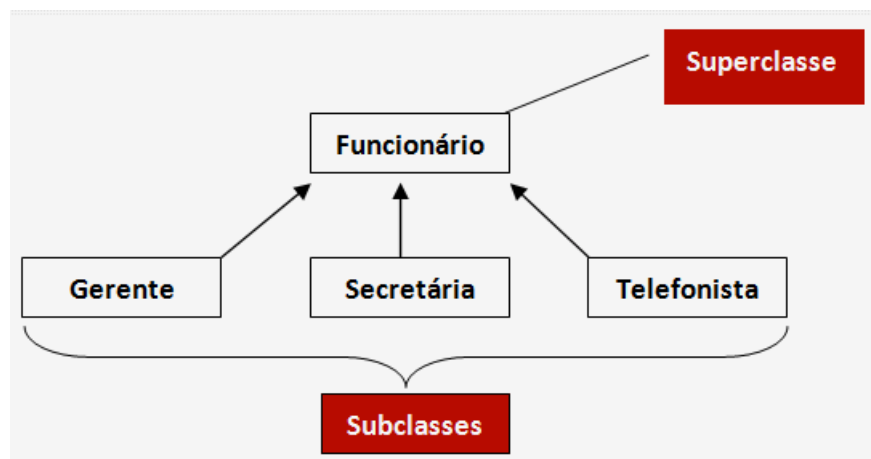 Superclasse
Funcionário
Gerente
Secretária
Telefonista
Subclasses